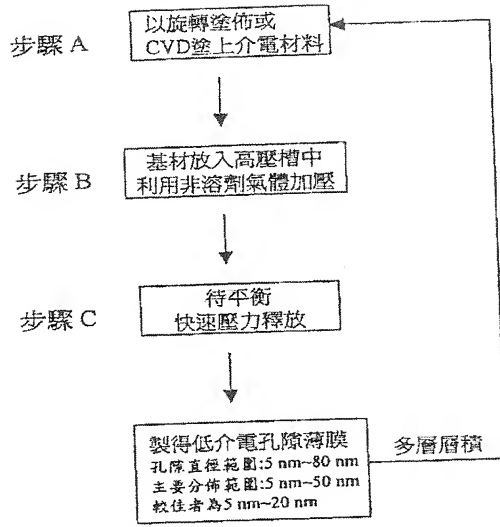 步驟 A
以旋轉塗佈或
CVD塗上介電材料
步驟 B
基材放入高壓槽中
利用非溶劑氣體加壓
步驟 C
待平衡
快速壓力釋放
製得低介電孔隙薄膜
孔隙直徑範圍:5 nm~80 nm
主要分佈範圍:5 nm~50 nm
較佳者為5 nm~20 nm
多層層積